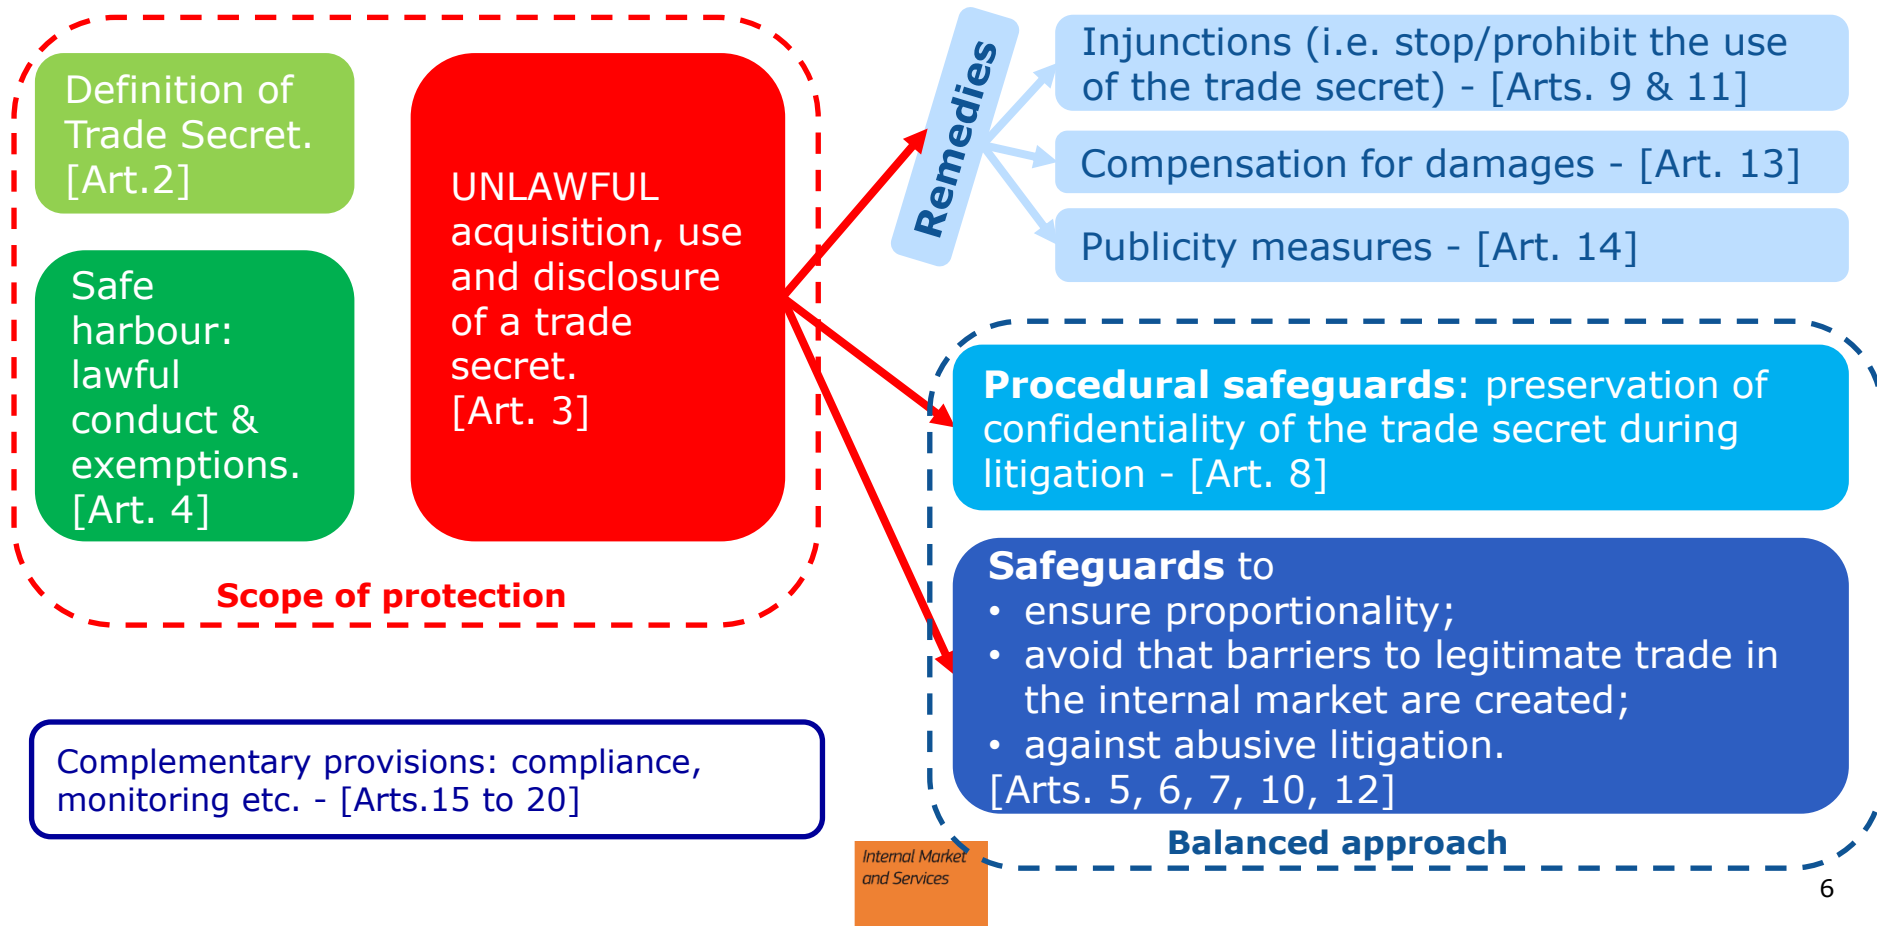 Definition of
Trade Secret.
[Art.2]
Safe
harbour:
lawful
conduct &
exemptions.
[Art. 4]
UNLAWFUL
acquisition, use
and disclosure
of a trade
secret.
[Art. 3]
Scope of protection
Complementary provisions: compliance,
monitoring etc. - [Arts.15 to 20]
Remedies
Injunctions (i.e. stop/prohibit the use
of the trade secret) - [Arts. 9 & 11]
Compensation for damages - [Art. 13]
Publicity measures - [Art. 14]
Procedural safeguards: preservation of
confidentiality of the trade secret during
litigation - [Art. 8]
Safeguards to
• ensure proportionality;
• avoid that barriers to legitimate trade in
the internal market are created;
• against abusive litigation.
[Arts. 5, 6, 7, 10, 12]
Balanced approach
Internal Market
and Services
6